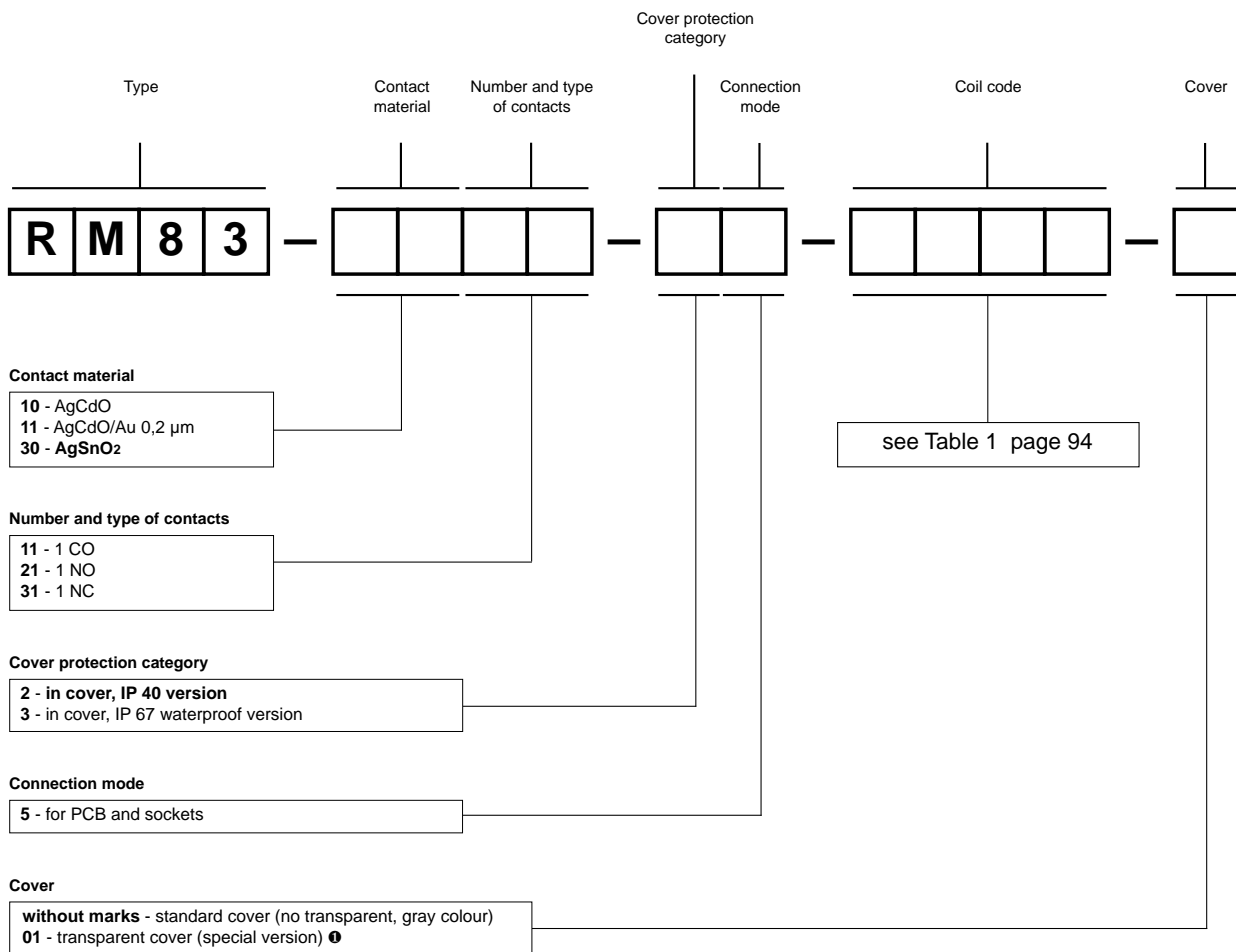 Cover protection
category
Type
Contact
material
Number and type
of contacts
Connection
mode
Coil code
Cover
R M 8 3 – – – –
Contact material
10 - AgCdO
11 - AgCdO/Au 0,2 µm
30 - AgSnO2
see Table 1 page 94
Number and type of contacts
11 - 1 CO
21 - 1 NO
31 - 1 NC
Cover protection category
2 - in cover, IP 40 version
3 - in cover, IP 67 waterproof version
Connection mode
5 - for PCB and sockets
Cover
without marks - standard cover (no transparent, gray colour)
01 - transparent cover (special version) ❶